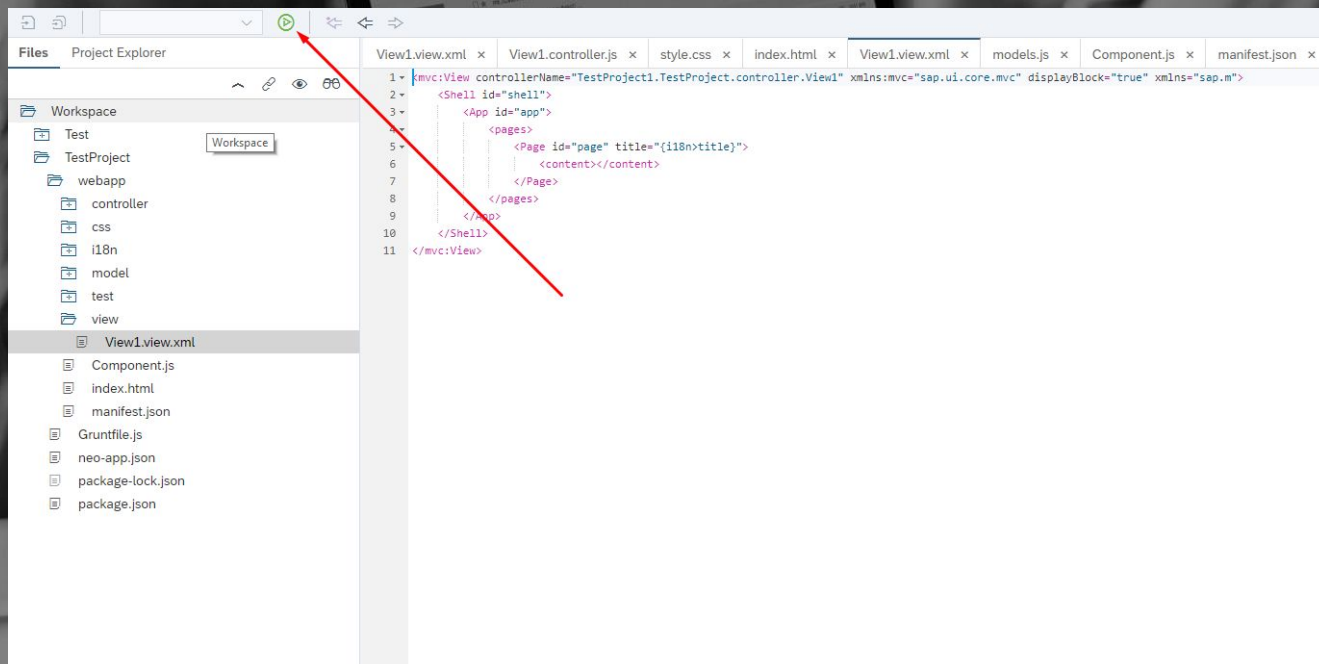 Files Project Explorer
View1.view.xml × View1.controller.js × style.css × index.html × View1.view.xml × models.js × Component.js × manifest.json ×
Workspace
Test
Workspace
TestProject
webapp
controller
css
i18n
model
test
view
View1.view.xml
Component.js
index.html
manifest.json
Gruntfile.js
neo-app.json
package-lock.json
package.json
1 <mvc:View controllerName="TestProject1.TestProject.controller.View1" xmlns:mvc="sap.ui.core.mvc" displayBlock="true" xmlns="sap.m">
2 <Shell id="shell">
3 <App id="app">
4 <pages>
5 <Page id="page" title="{i18n>title}">
6 <content></content>
7 </Page>
8 </pages>
9 </App>
10 </Shell>
11 </mvc:View>